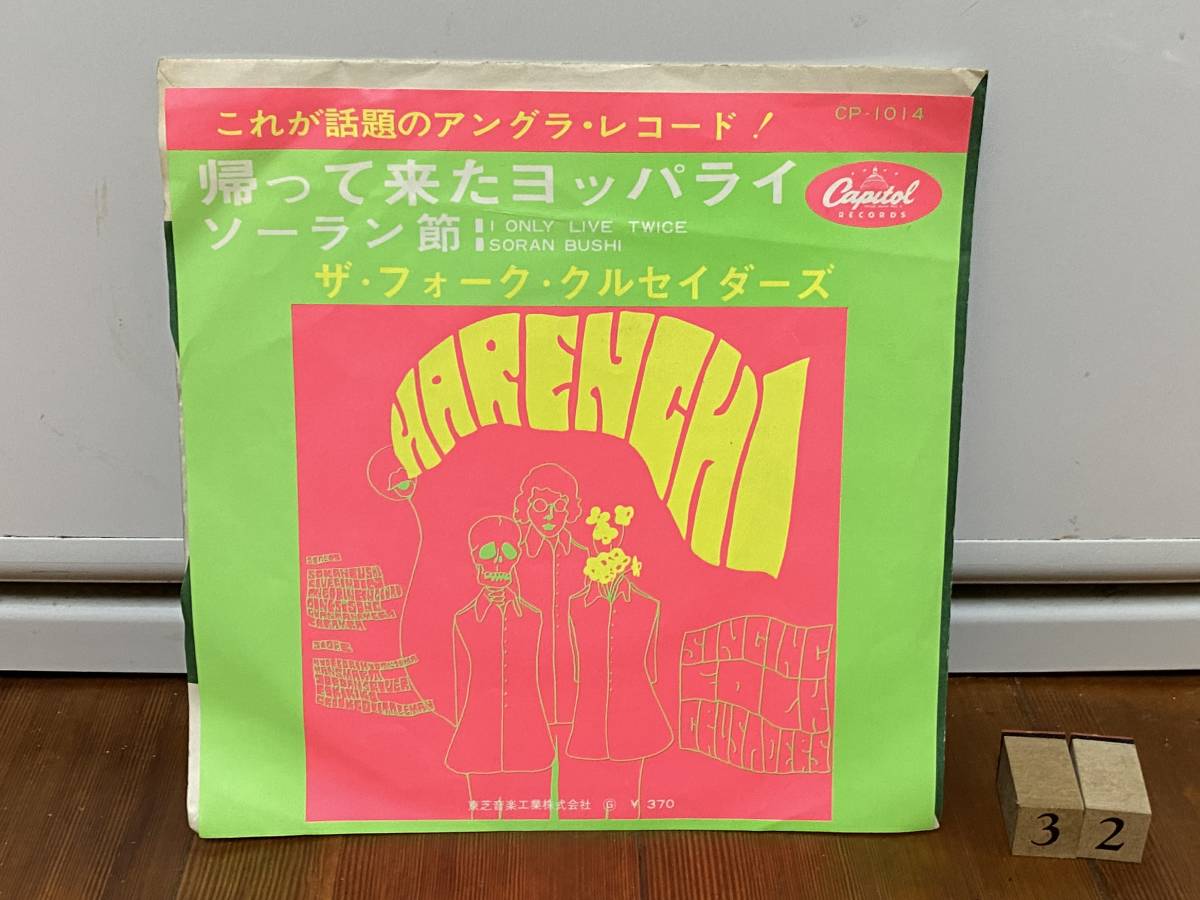 これが話題のアングラ・レコード!
CP-1014
帰って来たヨッパライ
ソーラン節
I ONLY LIVE TWICE
SORAN BUSHI
Capitol
RECORDS
ザ・フォーク・クルセイダーズ
HARENCHI
SINGING
FOLK
CRUSADERS
東芝音楽工業株式会社 Ⓖ ¥ 370
3 2